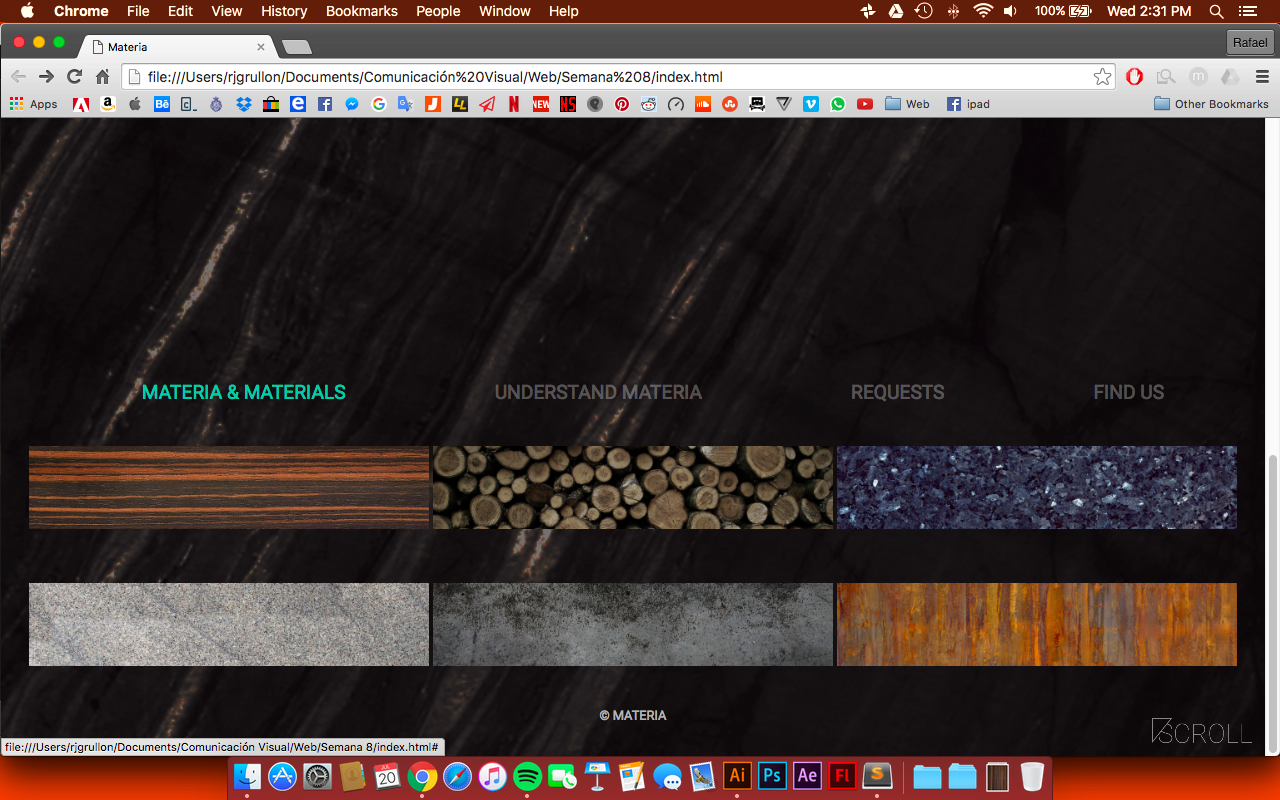 Chrome File Edit View History Bookmarks People Window Help 100% Wed 2:31 PM
Materia Rafael
file:///Users/rjgrullon/Documents/Comunicación%20Visual/Web/Semana%208/index.html
Apps Web ipad Other Bookmarks
MATERIA & MATERIALS UNDERSTAND MATERIA REQUESTS FIND US
© MATERIA
SCROLL
file:///Users/rjgrullon/Documents/Comunicación Visual/Web/Semana 8/index.html#
JUL
20
Ai Ps Ae Fl S